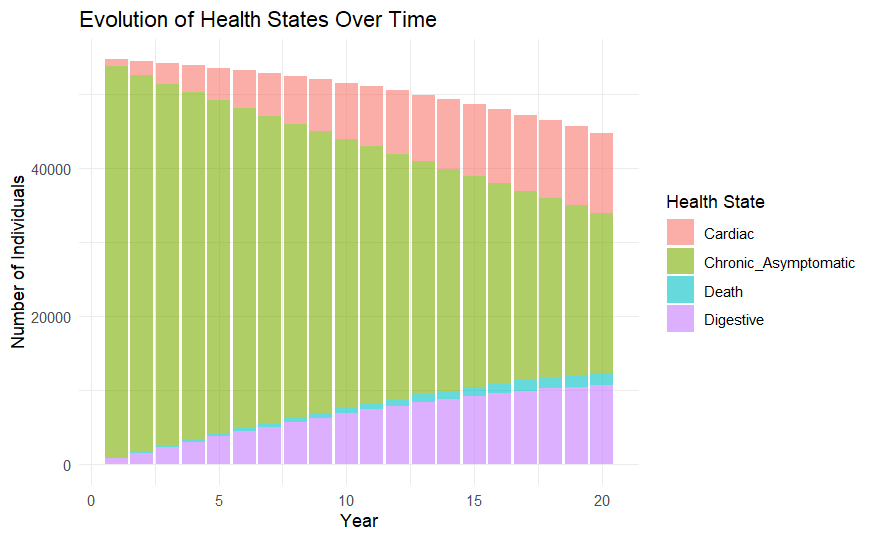 Evolution of Health States Over Time
Number of Individuals
40000
20000
0
0 5 10 15 20
Year
Health State
Cardiac
Chronic_Asymptomatic
Death
Digestive